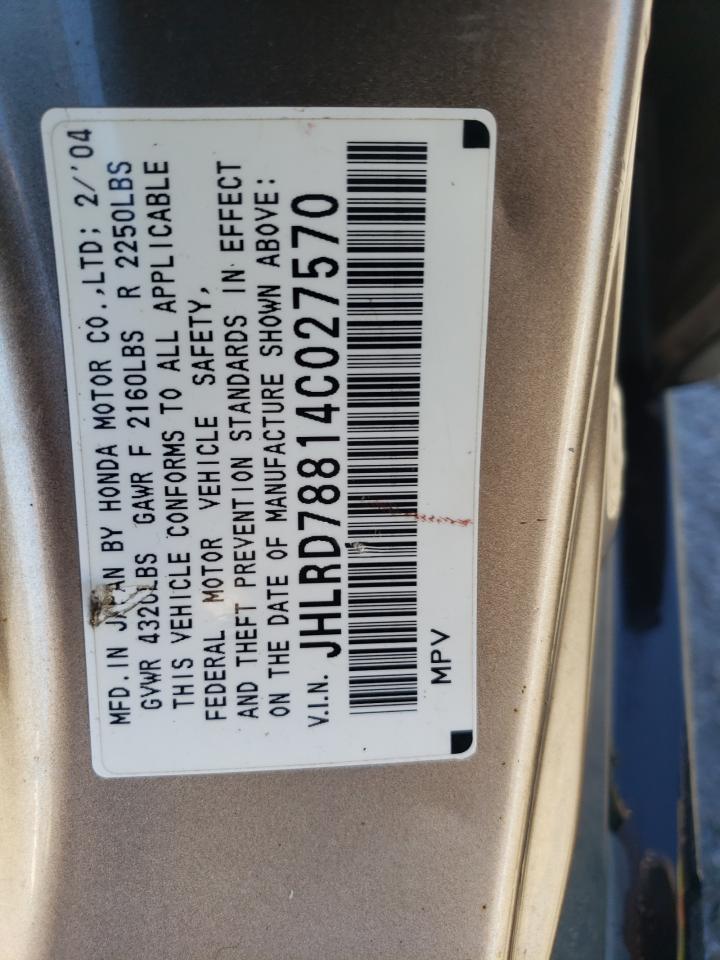 MFD. IN JAPAN BY HONDA MOTOR CO.,LTD; 2/'04
GVWR 4320LBS GAWR F 2160LBS R 2250LBS
THIS VEHICLE CONFORMS TO ALL APPLICABLE
FEDERAL MOTOR VEHICLE SAFETY,
AND THEFT PREVENTION STANDARDS IN EFFECT
ON THE DATE OF MANUFACTURE SHOWN ABOVE:
V.I.N. JHLRD78814C027570
MPV